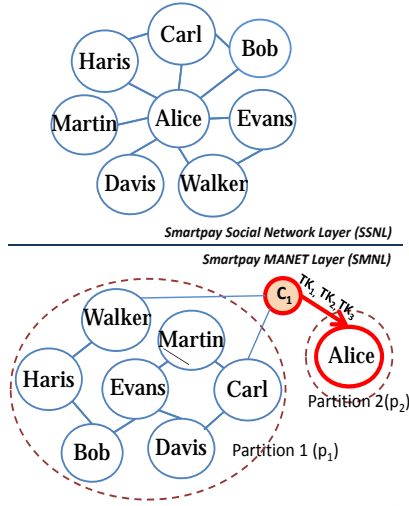 Carl
Bob
Haris
Martin
Alice
Evans
Davis
Walker
Smartpay Social Network Layer (SSNL)
Smartpay MANET Layer (SMNL)
C1
TK1, TK2, TK3
Walker
Martin
Alice
Haris
Evans
Carl
Partition 2(p2)
Bob
Davis
Partition 1 (p1)